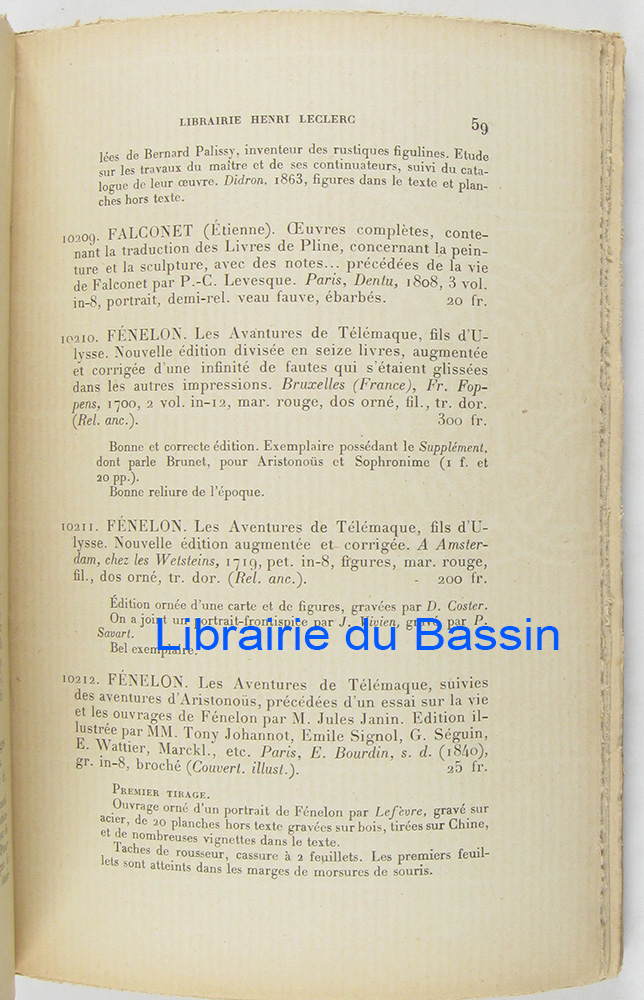 LIBRAIRIE HENRI LECLERC 59
lées de Bernard Palissy, inventeur des rustiques figulines. Etude
sur les travaux du maître et de ses continuateurs, suivi du cata-
logue de leur œuvre. Didron, 1863, figures dans le texte et plan-
ches hors texte.
10209. FALCONET (Étienne). Œuvres complètes, conte-
nant la traduction des Livres de Pline, concernant la pein-
ture et la sculpture, avec des notes... précédées de la vie
de Falconet par P.-C. Levesque. Paris, Dentu, 1808, 3 vol.
in-8, portrait, demi-rel. veau fauve, ébarbés. 20 fr.
10210. FÉNELON. Les Avantures de Télémaque, fils d'U-
lysse. Nouvelle édition divisée en seize livres, augmentée
et corrigée d'une infinité de fautes qui s'étaient glissées
dans les autres impressions. Bruxelles (France), Fr. Fop-
pens, 1700, 2 vol. in-12, mar. rouge, dos orné, fil., tr. dor.
(Rel. anc.). 300 fr.
Bonne et correcte édition. Exemplaire possédant le Supplément,
dont parle Brunet, pour Aristonoüs et Sophronime (1 f. et
20 pp.).
Bonne reliure de l'époque.
10211. FÉNELON. Les Aventures de Télémaque, fils d'U-
lysse. Nouvelle édition augmentée et corrigée. A Amster-
dam, chez les Wetsteins, 1719, pet. in-8, figures, mar. rouge,
fil., dos orné, tr. dor. (Rel. anc.). - 200 fr.
Édition ornée d'une carte et de figures, gravées par D. Coster.
On a joint un portrait-frontispice par J. Vivien, gravé par P.
Savart.
Bel exemplaire.
Librairie du Bassin
10212. FÉNELON. Les Aventures de Télémaque, suivies
des aventures d'Aristonoüs, précédées d'un essai sur la vie
et les ouvrages de Fénelon par M. Jules Janin. Edition il-
lustrée par MM. Tony Johannot, Emile Signol, G. Séguin,
E. Wattier, Marckl., etc. Paris, E. Bourdin, s. d. (1840),
gr. in-8, broché (Couvert. illust.). 25 fr.
PREMIER TIRAGE.
Ouvrage orné d'un portrait de Fénelon par Lefèvre, gravé sur
acier, de 20 planches hors texte gravées sur bois, tirées sur Chine,
et de nombreuses vignettes dans le texte.
Taches de rousseur, cassure à 2 feuillets. Les premiers feuil-
lets sont atteints dans les marges de morsures de souris.